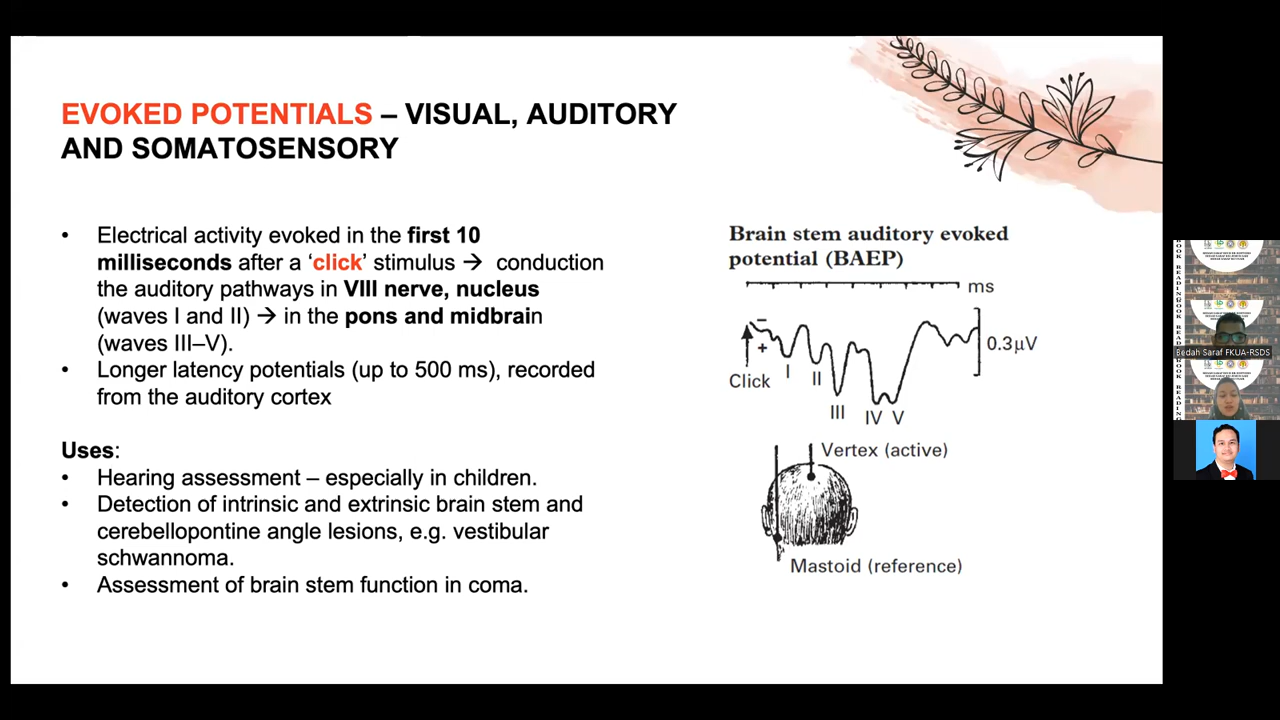 EVOKED POTENTIALS – VISUAL, AUDITORY
AND SOMATOSENSORY
• Electrical activity evoked in the first 10
milliseconds after a ‘click’ stimulus → conduction
the auditory pathways in VIII nerve, nucleus
(waves I and II) → in the pons and midbrain
(waves III–V).
• Longer latency potentials (up to 500 ms), recorded
from the auditory cortex
Uses:
• Hearing assessment – especially in children.
• Detection of intrinsic and extrinsic brain stem and
cerebellopontine angle lesions, e.g. vestibular
schwannoma.
• Assessment of brain stem function in coma.
Brain stem auditory evoked
potential (BAEP)
ms
−
+
0.3µV
Click
I
II
III
IV V
Vertex (active)
Mastoid (reference)
BOOK READING
Bedah Saraf FKUA-RSDS
BOOK READING